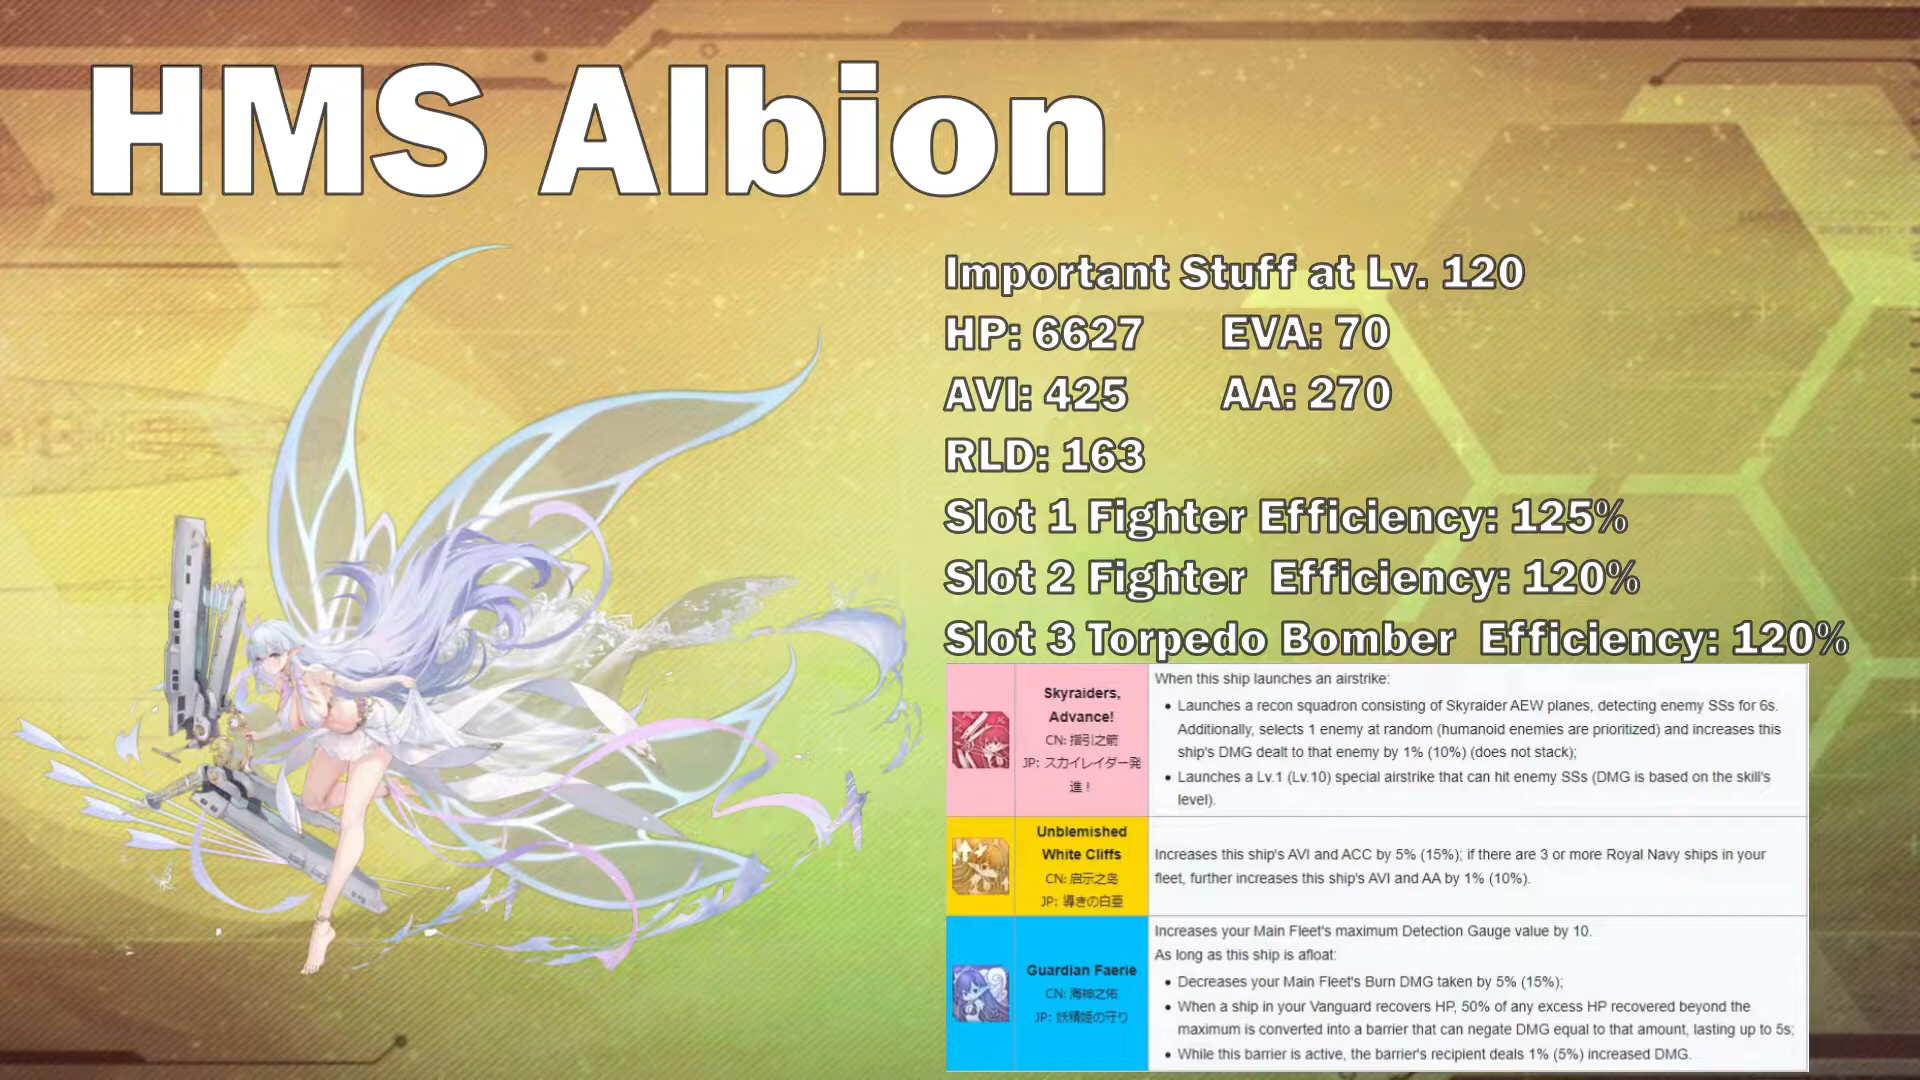 HMS Albion
Important Stuff at Lv. 120
HP: 6627 EVA: 70
AVI: 425 AA: 270
RLD: 163
Slot 1 Fighter Efficiency: 125%
Slot 2 Fighter Efficiency: 120%
Slot 3 Torpedo Bomber Efficiency: 120%
Skyraiders,
Advance!
CN: 指引之箭
JP: スカイレイダー発
進！
When this ship launches an airstrike:
• Launches a recon squadron consisting of Skyraider AEW planes, detecting enemy SSs for 6s.
Additionally, selects 1 enemy at random (humanoid enemies are prioritized) and increases this
ship's DMG dealt to that enemy by 1% (10%) (does not stack);
• Launches a Lv.1 (Lv.10) special airstrike that can hit enemy SSs (DMG is based on the skill's
level).
Unblemished
White Cliffs
CN: 启示之岛
JP: 導きの白亜
Increases this ship's AVI and ACC by 5% (15%); if there are 3 or more Royal Navy ships in your
fleet, further increases this ship's AVI and AA by 1% (10%).
Guardian Faerie
CN: 海神之佑
JP: 妖精姫の守り
Increases your Main Fleet's maximum Detection Gauge value by 10.
As long as this ship is afloat:
• Decreases your Main Fleet's Burn DMG taken by 5% (15%);
• When a ship in your Vanguard recovers HP, 50% of any excess HP recovered beyond the
maximum is converted into a barrier that can negate DMG equal to that amount, lasting up to 5s;
• While this barrier is active, the barrier's recipient deals 1% (5%) increased DMG.